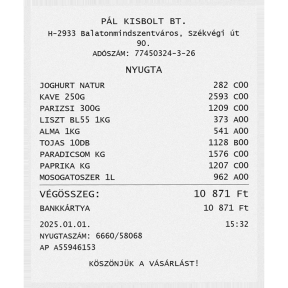 PÁL KISBOLT BT.
H-2933 Balatonmindszentváros, Székvégi út
90.
ADÓSZÁM: 77450324-3-26
NYUGTA
JOGHURT NATUR 282 C00
KAVE 250G 2593 C00
PARIZSI 300G 1209 C00
LISZT BL55 1KG 373 A00
ALMA 1KG 541 A00
TOJAS 10DB 1128 B00
PARADICSOM KG 1576 C00
PAPRIKA KG 1207 C00
MOSOGATOSZER 1L 962 A00
VÉGÖSSZEG: 10 871 Ft
BANKKÁRTYA 10 871 Ft
2025.01.01. 15:32
NYUGTASZÁM: 6660/58068
AP A55946153
KÖSZÖNJÜK A VÁSÁRLÁST!